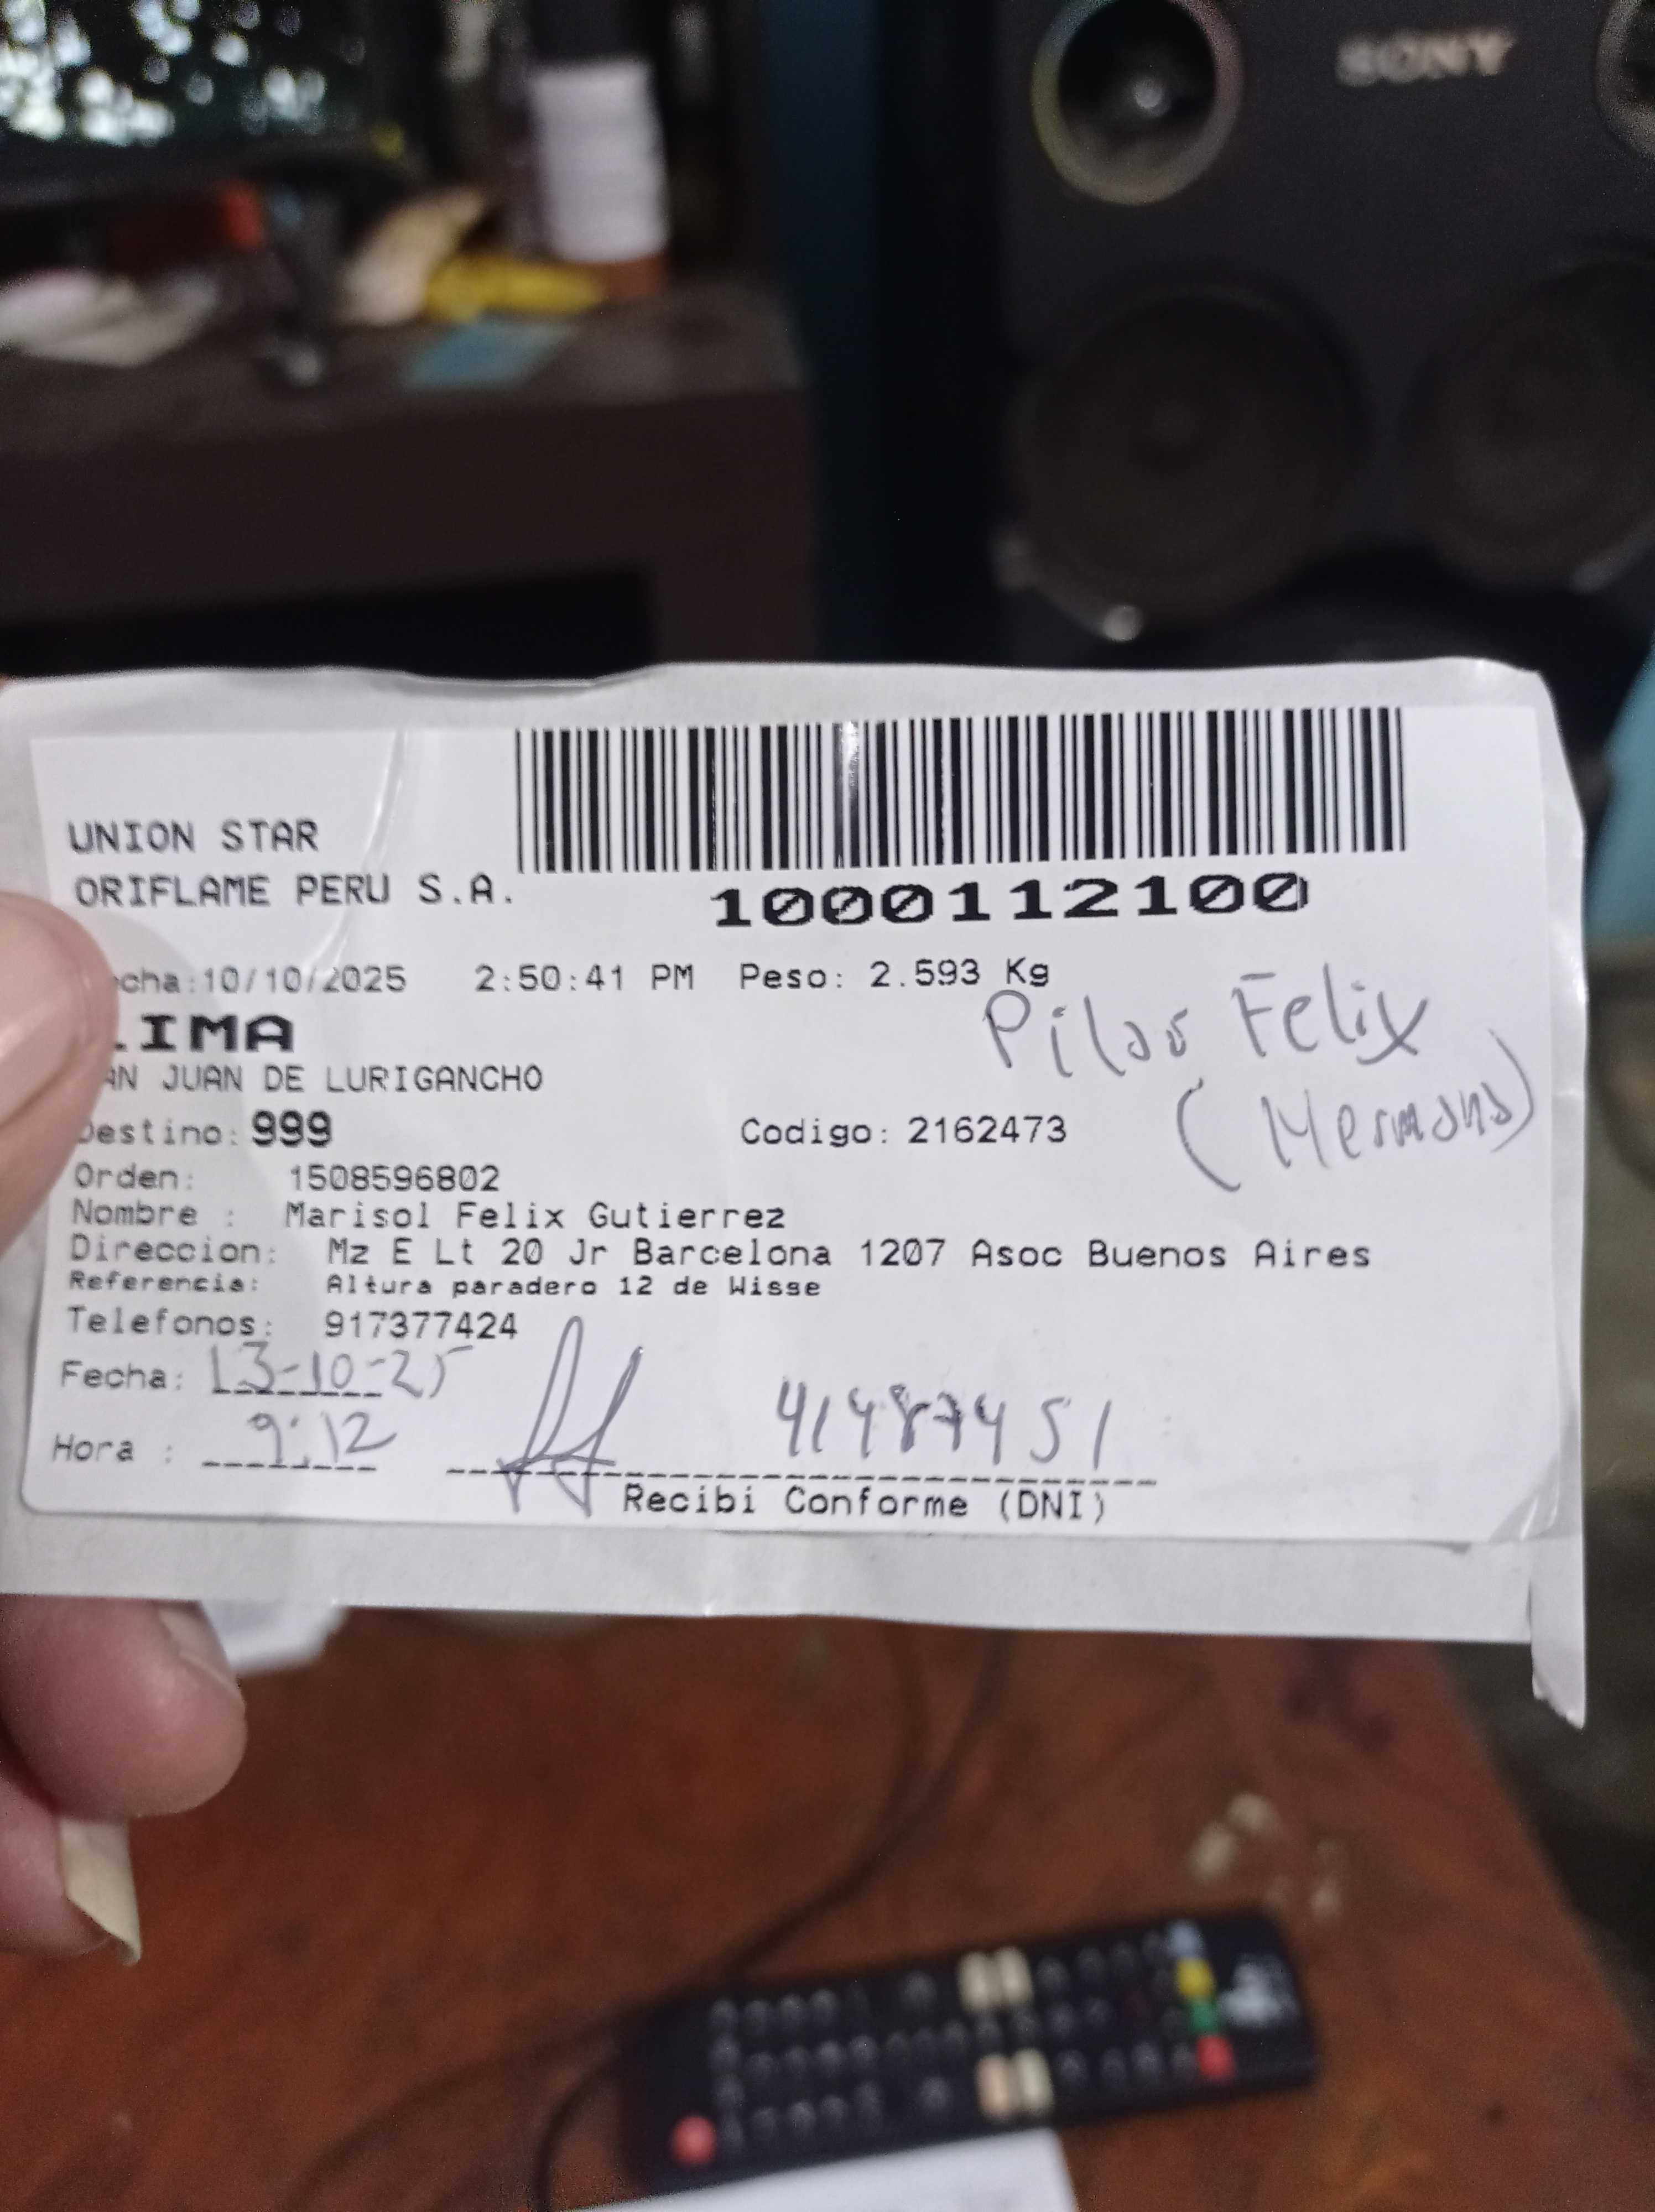 SONY
UNION STAR
ORIFLAME PERU S.A.
1000112100
cha:10/10/2025 2:50:41 PM Peso: 2.593 Kg
LIMA
AN JUAN DE LURIGANCHO
Pilar Felix
(Hermana)
Destino: 999 Codigo: 2162473
Orden: 1508596802
Nombre : Marisol Felix Gutierrez
Direccion: Mz E Lt 20 Jr Barcelona 1207 Asoc Buenos Aires
Referencia: Altura paradero 12 de Wisse
Telefonos: 917377424
Fecha: 13-10-25
Hora : 9:12
Recibi Conforme (DNI)